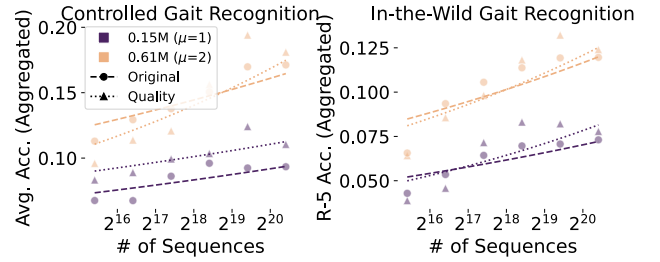 Controlled Gait Recognition
Avg. Acc. (Aggregated)
0.20
0.15
0.10
0.15M (μ=1)
0.61M (μ=2)
Original
Quality
2^16 2^17 2^18 2^19 2^20
# of Sequences
In-the-Wild Gait Recognition
R-5 Acc. (Aggregated)
0.125
0.100
0.075
0.050
2^16 2^17 2^18 2^19 2^20
# of Sequences